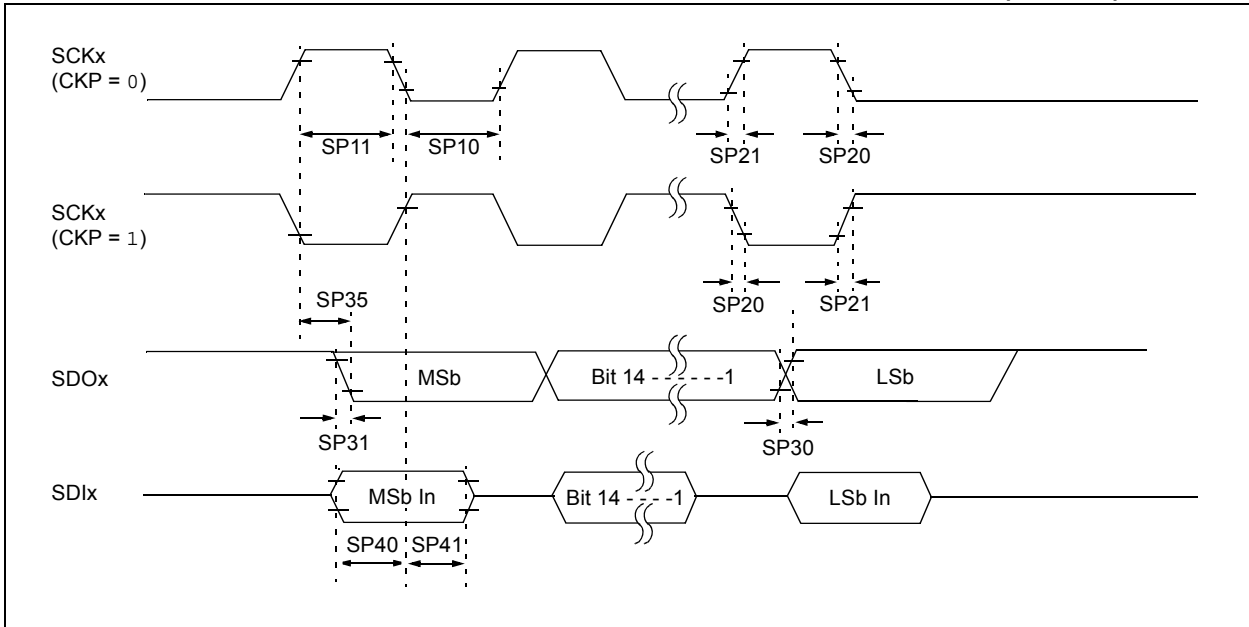 SCKx
(CKP = 0)
SP11
SP10
SP21
SP20
SCKx
(CKP = 1)
SP35
SP20
SP21
SDOx
MSb
Bit 14 - - - - - -1
LSb
SP31
SP30
SDIx
MSb In
Bit 14 - - - -1
LSb In
SP40
SP41